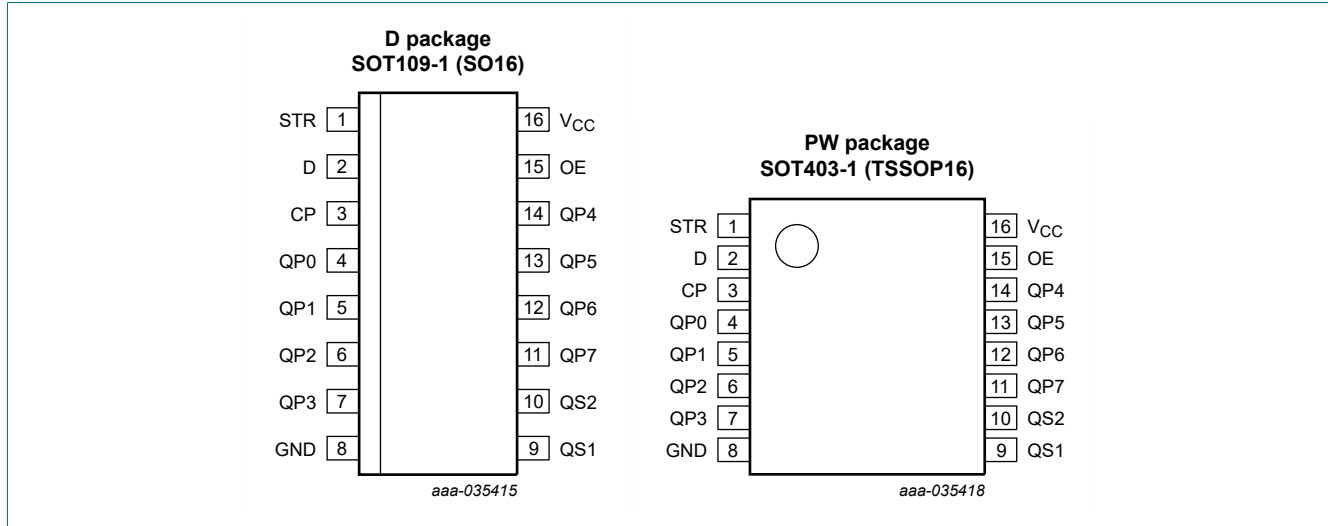 D package
SOT109-1 (SO16)
STR 1 16 VCC
D 2 15 OE
CP 3 14 QP4
QP0 4 13 QP5
QP1 5 12 QP6
QP2 6 11 QP7
QP3 7 10 QS2
GND 8 9 QS1
aaa-035415
PW package
SOT403-1 (TSSOP16)
STR 1 16 VCC
D 2 15 OE
CP 3 14 QP4
QP0 4 13 QP5
QP1 5 12 QP6
QP2 6 11 QP7
QP3 7 10 QS2
GND 8 9 QS1
aaa-035418